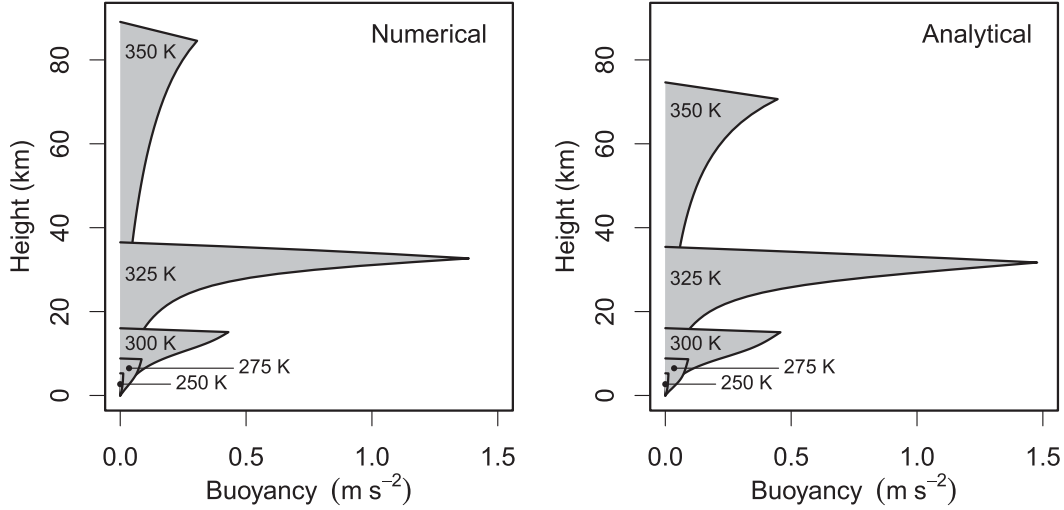 Numerical
Height (km)
80
60
40
20
0
350 K
325 K
300 K
275 K
250 K
0.0 0.5 1.0 1.5
Buoyancy (m s⁻²)
Analytical
Height (km)
80
60
40
20
0
350 K
325 K
300 K
275 K
250 K
0.0 0.5 1.0 1.5
Buoyancy (m s⁻²)